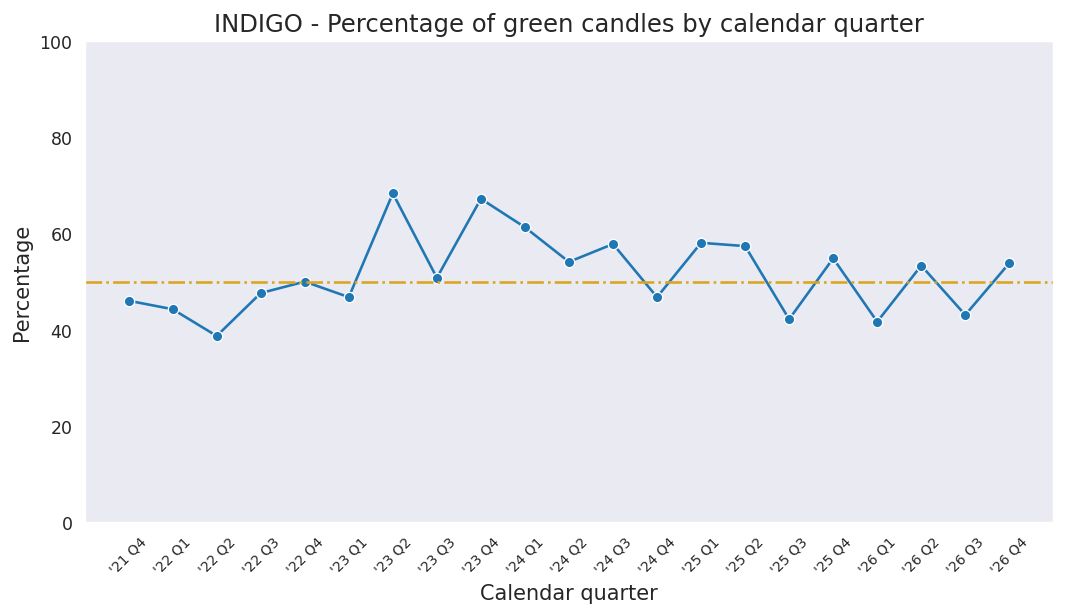 INDIGO - Percentage of green candles by calendar quarter
100
80
60
40
20
0
Percentage
'21 Q4
'22 Q1
'22 Q2
'22 Q3
'22 Q4
'23 Q1
'23 Q2
'23 Q3
'23 Q4
'24 Q1
'24 Q2
'24 Q3
'24 Q4
'25 Q1
'25 Q2
'25 Q3
'25 Q4
'26 Q1
'26 Q2
'26 Q3
'26 Q4
Calendar quarter